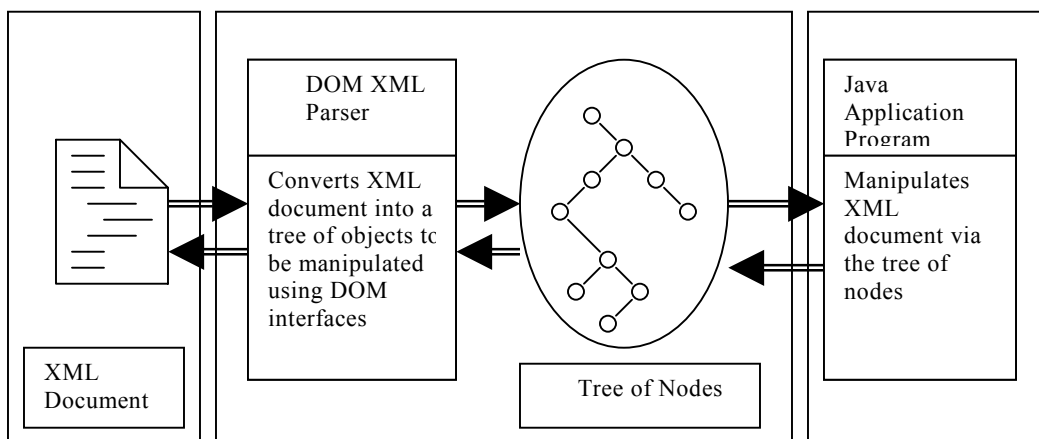 DOM XML
Parser
Converts XML
document into a
tree of objects to
be manipulated
using DOM
interfaces
Java
Application
Program
Manipulates
XML
document via
the tree of
nodes
XML
Document
Tree of Nodes